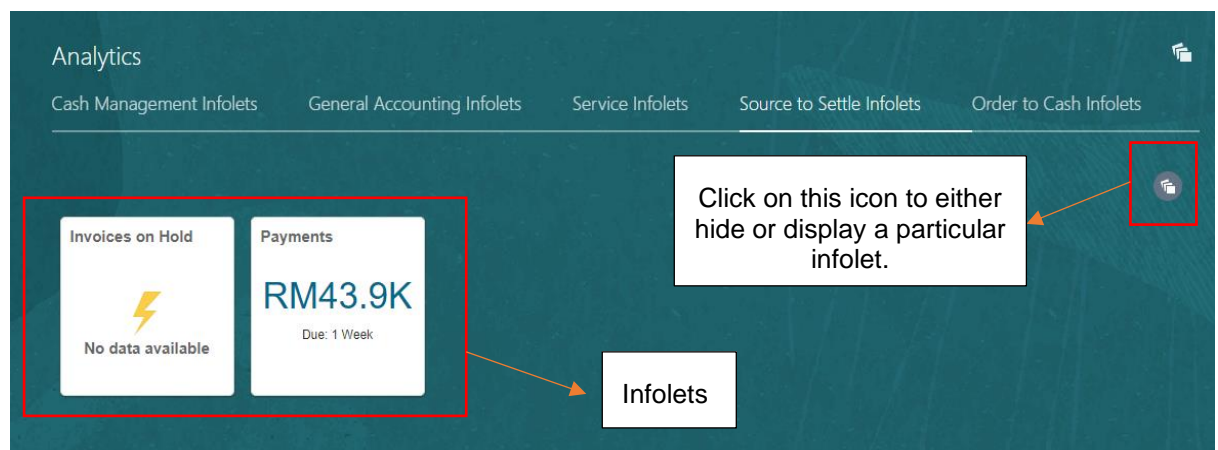 Analytics
Cash Management Infolets General Accounting Infolets Service Infolets Source to Settle Infolets Order to Cash Infolets
Click on this icon to either
hide or display a particular
infolet.
Invoices on Hold
No data available
Payments
RM43.9K
Due: 1 Week
Infolets